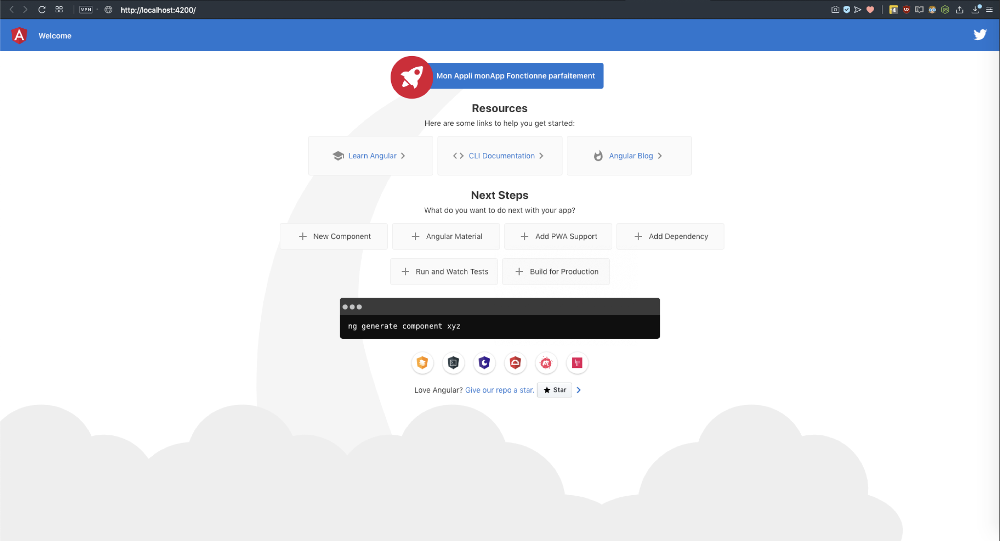 VPN
http://localhost:4200/
4
UD
JS
A
Welcome
Mon Appli monApp Fonctionne parfaitement
Resources
Here are some links to help you get started:
Learn Angular
CLI Documentation
Angular Blog
Next Steps
What do you want to do next with your app?
New Component
Angular Material
Add PWA Support
Add Dependency
Run and Watch Tests
Build for Production
ng generate component xyz
m
Love Angular? Give our repo a star.
Star